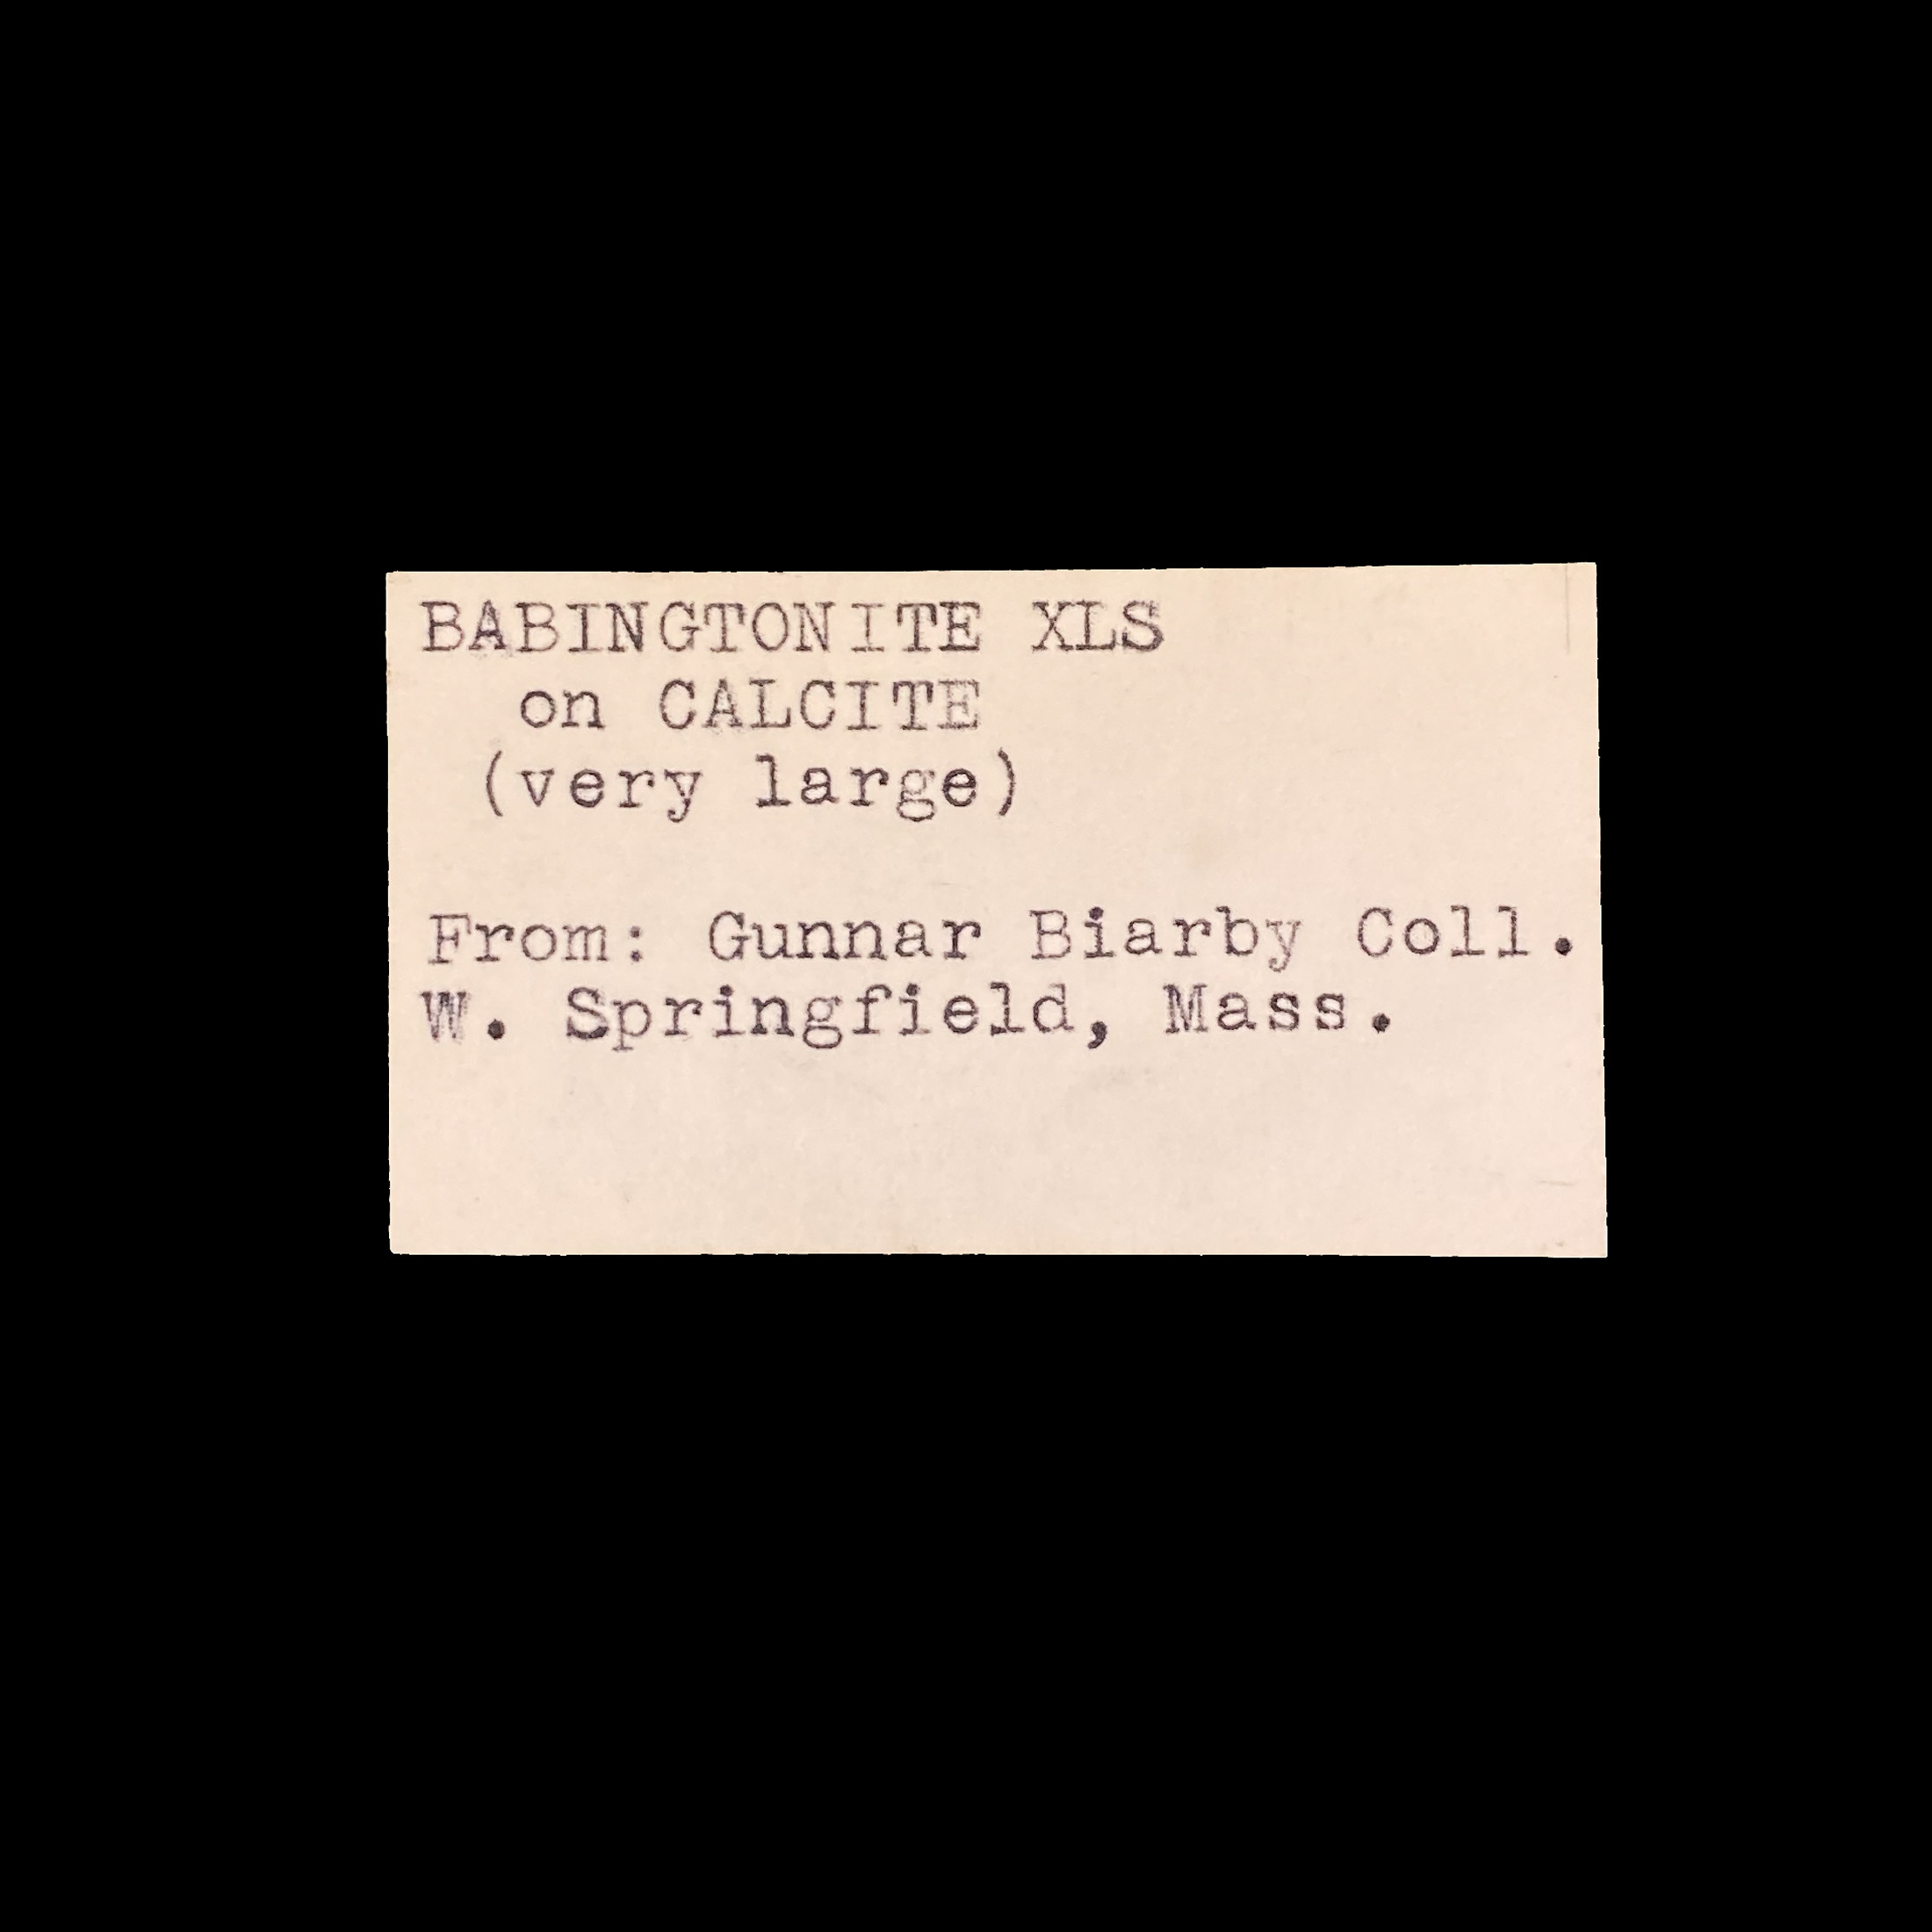 BABINGTONITE XLS
on CALCITE
(very large)
From: Gunnar Biarby Coll.
W. Springfield, Mass.